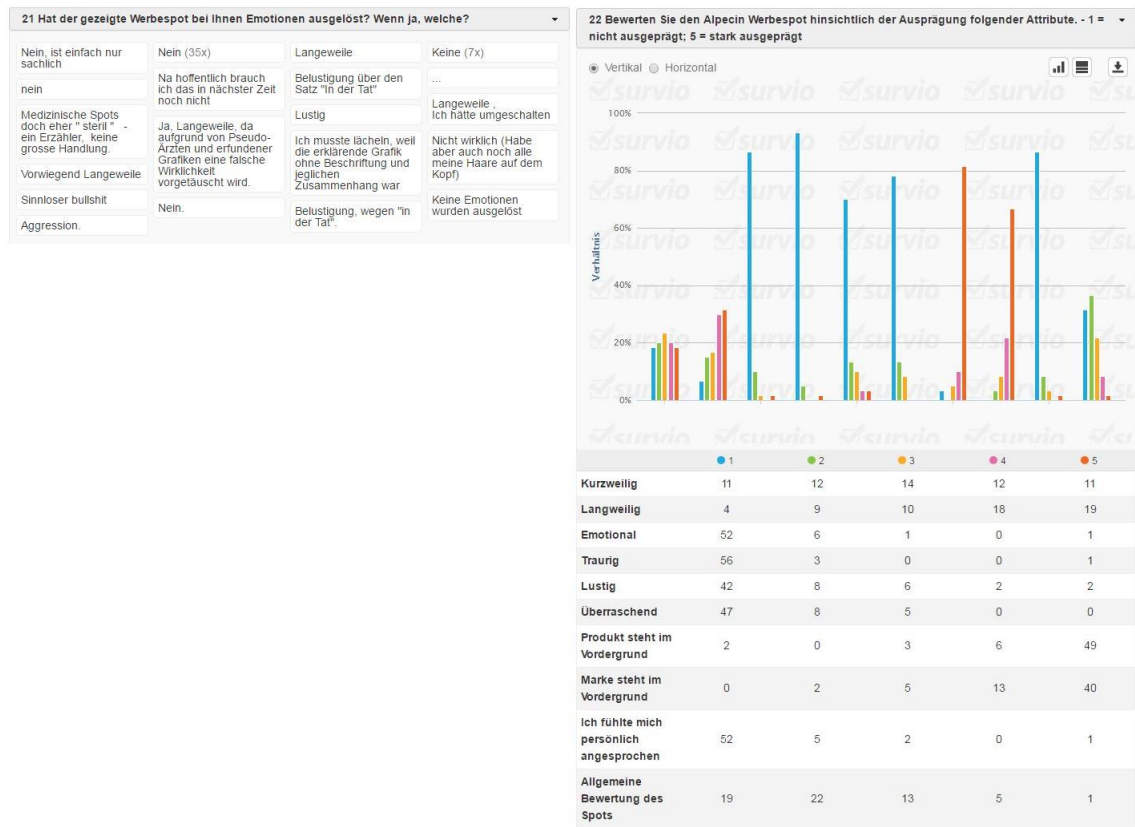 21 Hat der gezeigte Werbespot bei Ihnen Emotionen ausgelöst? Wenn ja, welche?
Nein, ist einfach nur
sachlich
nein
Medizinische Spots
doch eher " steril " -
ein Erzähler, keine
grosse Handlung.
Vorwiegend Langeweile
Sinnloser bullshit
Aggression.
Nein (35x)
Na hoffentlich brauch
ich das in nächster Zeit
noch nicht
Ja, Langeweile, da
aufgrund von Pseudo-
Ärzten und erfundener
Grafiken eine falsche
Wirklichkeit
vorgetäuscht wird.
Nein.
Langeweile
Belustigung über den
Satz "In der Tat"
Lustig
Ich musste lächeln, weil
die erklärende Grafik
ohne Beschriftung und
jeglichen
Zusammenhang war
Belustigung, wegen "in
der Tat".
Keine (7x)
...
Langeweile ,
Ich hätte umgeschalten
Nicht wirklich (Habe
aber auch noch alle
meine Haare auf dem
Kopf)
Keine Emotionen
wurden ausgelöst
22 Bewerten Sie den Alpecin Werbespot hinsichtlich der Ausprägung folgender Attribute. - 1 =
nicht ausgeprägt; 5 = stark ausgeprägt
Vertikal Horizontal
100%
80%
60%
40%
20%
0%
Verhältnis
survio
1 2 3 4 5
Kurzweilig 11 12 14 12 11
Langweilig 4 9 10 18 19
Emotional 52 6 1 0 1
Traurig 56 3 0 0 1
Lustig 42 8 6 2 2
Überraschend 47 8 5 0 0
Produkt steht im
Vordergrund 2 0 3 6 49
Marke steht im
Vordergrund 0 2 5 13 40
Ich fühlte mich
persönlich 52 5 2 0 1
angesprochen
Allgemeine
Bewertung des 19 22 13 5 1
Spots